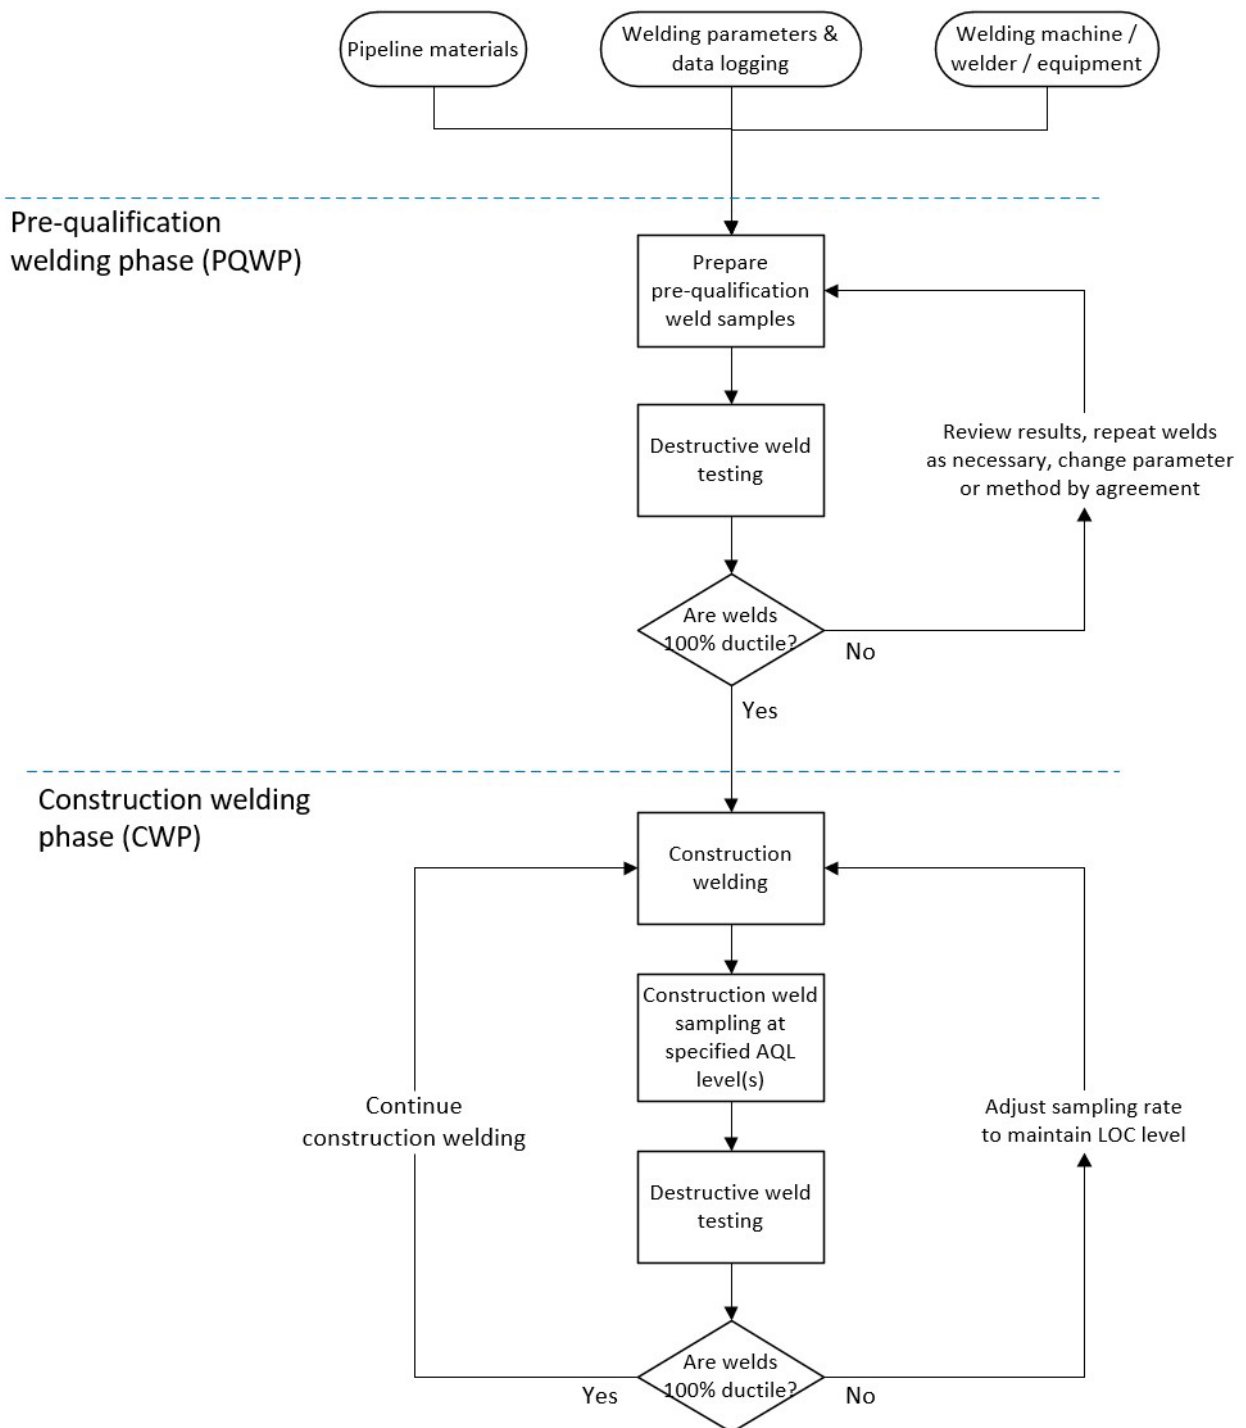 Pipeline materials
Welding parameters &
data logging
Welding machine /
welder / equipment
Pre-qualification
welding phase (PQWP)
Prepare
pre-qualification
weld samples
Destructive weld
testing
Review results, repeat welds
as necessary, change parameter
or method by agreement
Are welds
100% ductile?
No
Yes
Construction welding
phase (CWP)
Construction
welding
Construction weld
sampling at
specified AQL
level(s)
Continue
construction welding
Adjust sampling rate
to maintain LOC level
Destructive weld
testing
Are welds
100% ductile?
Yes
No